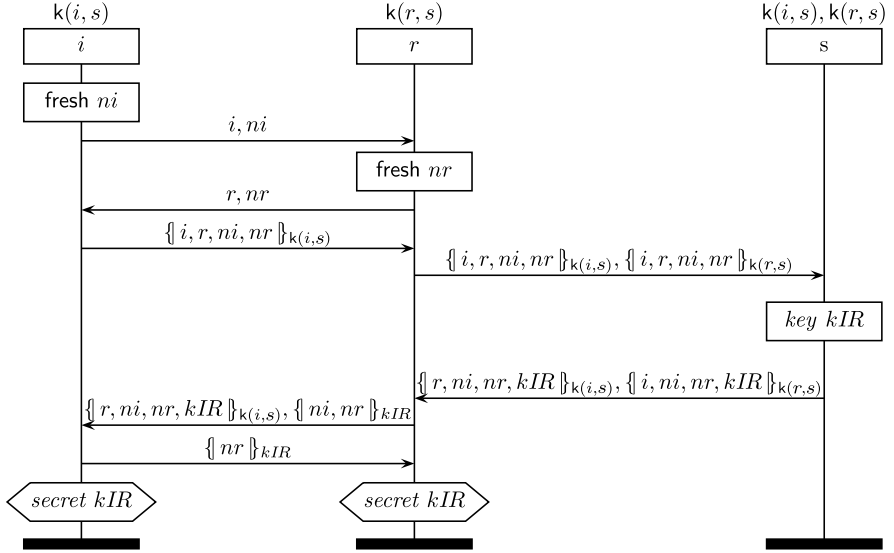 k(i, s) k(r, s) k(i, s), k(r, s)
i r s
fresh ni
i, ni
fresh nr
r, nr
{| i, r, ni, nr |}k(i,s)
{| i, r, ni, nr |}k(i,s), {| i, r, ni, nr |}k(r,s)
key kIR
{| r, ni, nr, kIR |}k(i,s), {| i, ni, nr, kIR |}k(r,s)
{| r, ni, nr, kIR |}k(i,s), {| ni, nr |}kIR
{| nr |}kIR
secret kIR secret kIR